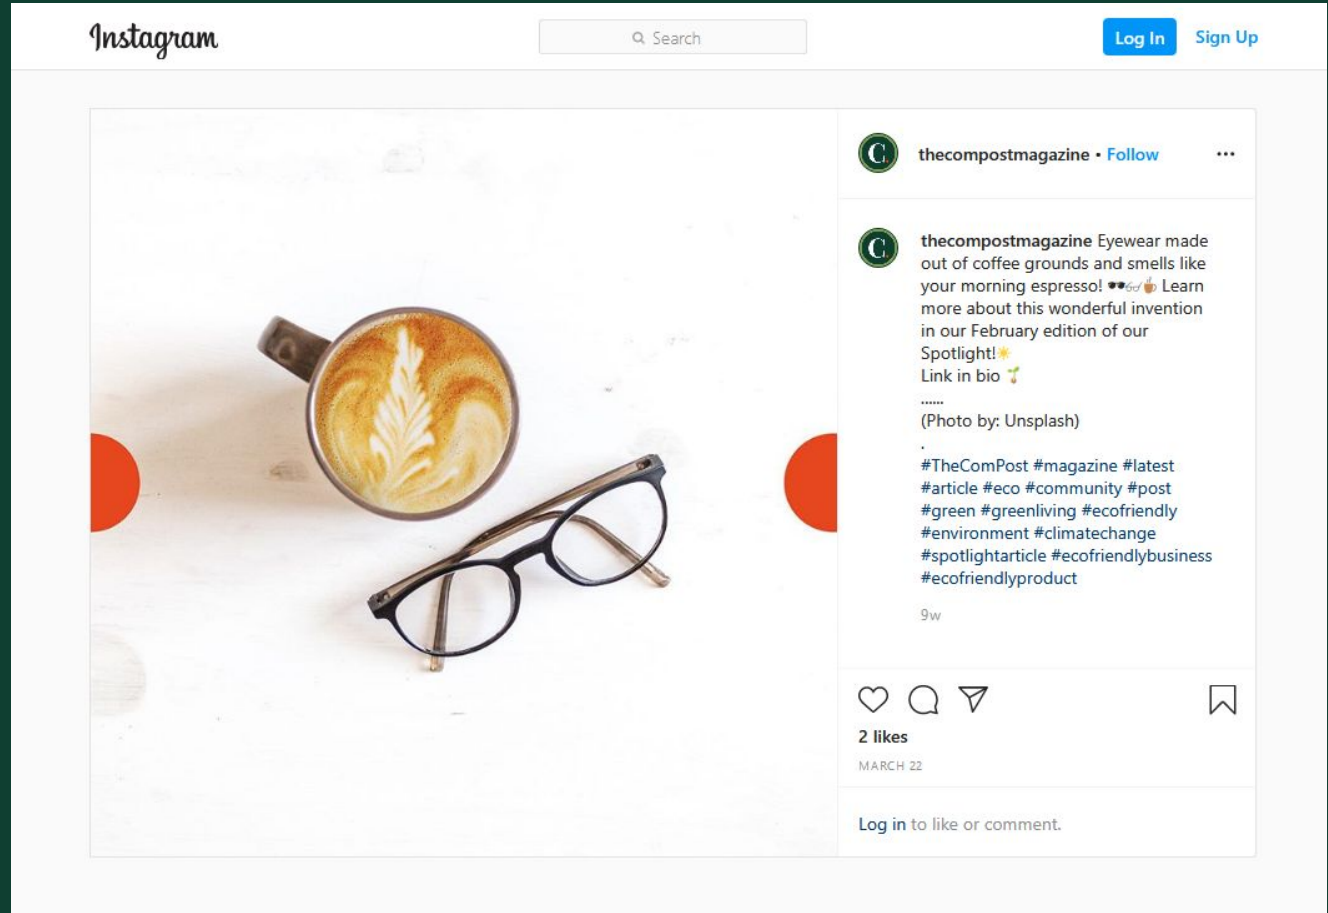 Instagram
Search
Log In
Sign Up
C
thecompostmagazine • Follow
C
thecompostmagazine Eyewear made
out of coffee grounds and smells like
your morning espresso! 🕶️👓☕ Learn
more about this wonderful invention
in our February edition of our
Spotlight!☀️
Link in bio 🌱
......
(Photo by: Unsplash)
.
#TheComPost #magazine #latest
#article #eco #community #post
#green #greenliving #ecofriendly
#environment #climatechange
#spotlightarticle #ecofriendlybusiness
#ecofriendlyproduct
9w
2 likes
MARCH 22
Log in to like or comment.